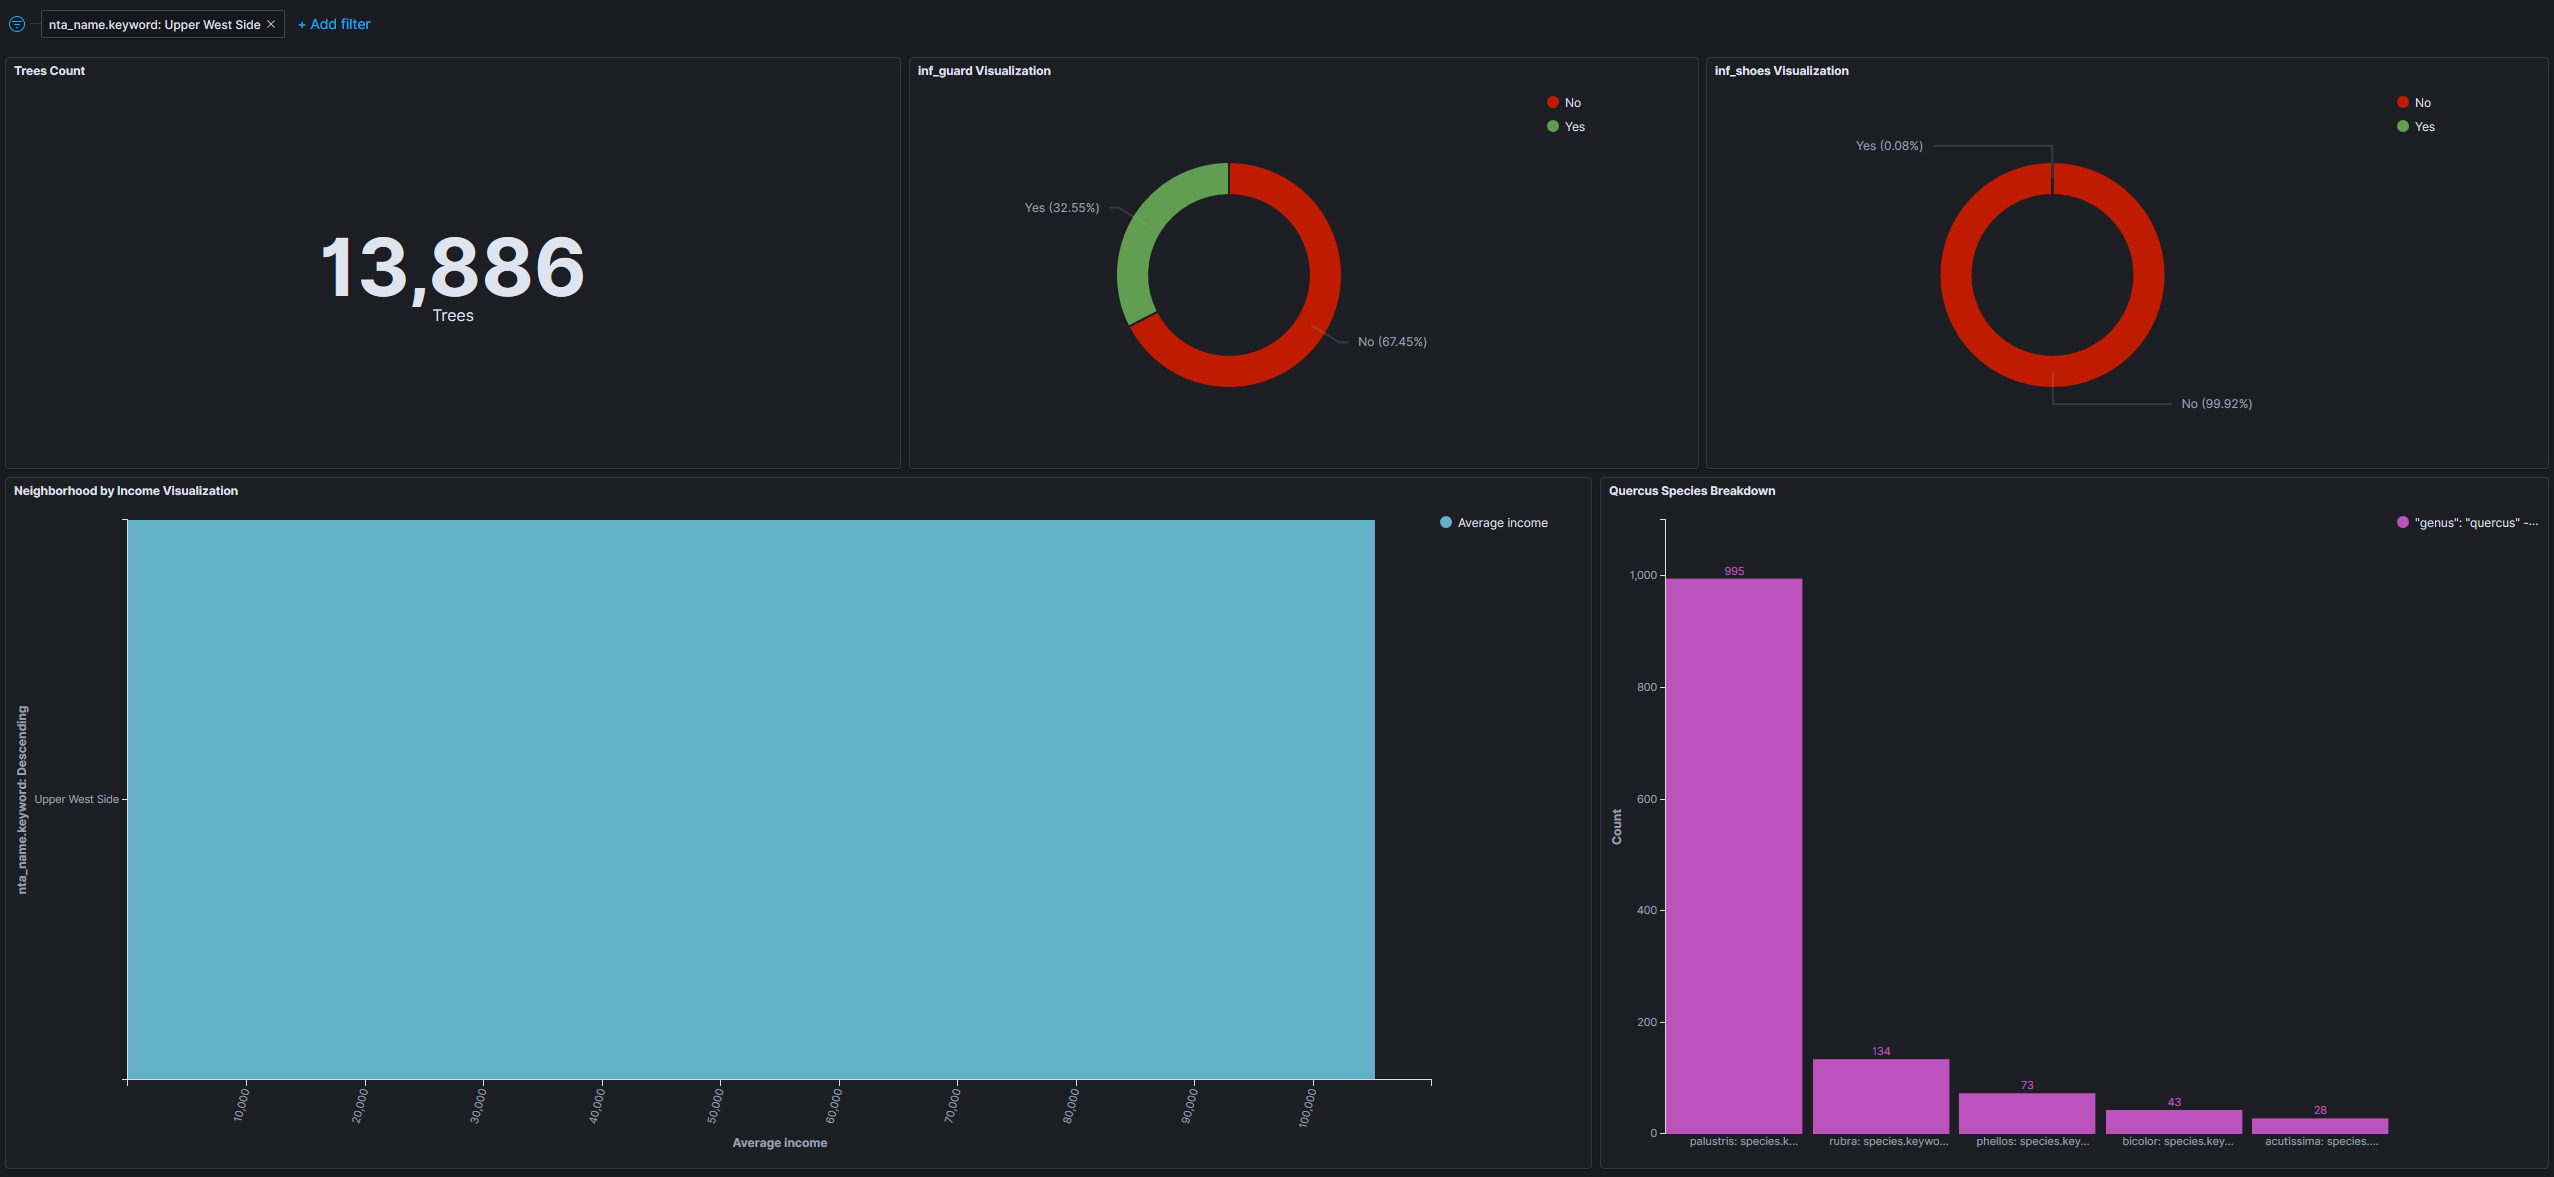 nta_name.keyword: Upper West Side × + Add filter
Trees Count
13,886
Trees
inf_guard Visualization
No
Yes
Yes (32.55%)
No (67.45%)
inf_shoes Visualization
No
Yes
Yes (0.08%)
No (99.92%)
Neighborhood by Income Visualization
Average income
nta_name.keyword: Descending
Upper West Side
10,000 20,000 30,000 40,000 50,000 60,000 70,000 80,000 90,000 100,000
Average income
Quercus Species Breakdown
"genus": "quercus" -...
Count
1,000
800
600
400
200
0
995
134
73
43
28
palustris: species.k... rubra: species.keywo... phellos: species.key... bicolor: species.key... acutissima: species....